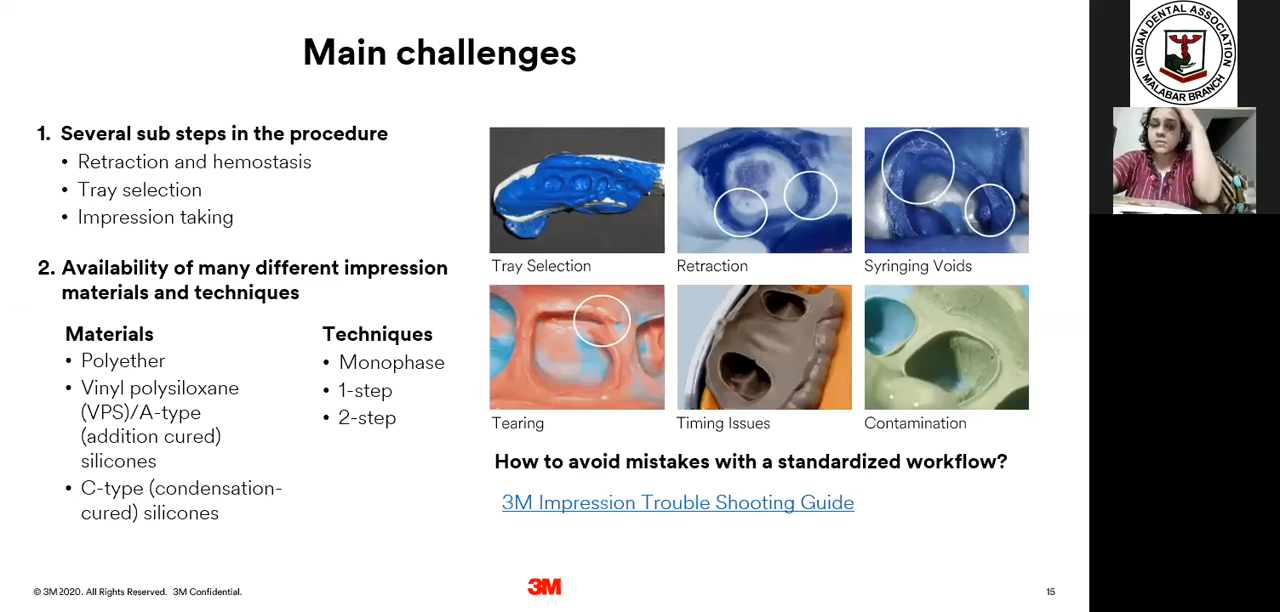 Main challenges
1. Several sub steps in the procedure
• Retraction and hemostasis
• Tray selection
• Impression taking
2. Availability of many different impression
materials and techniques
Materials
• Polyether
• Vinyl polysiloxane
(VPS)/A-type
(addition cured)
silicones
• C-type (condensation-
cured) silicones
Techniques
• Monophase
• 1-step
• 2-step
Tray Selection
Retraction
Syringing Voids
Tearing
Timing Issues
Contamination
How to avoid mistakes with a standardized workflow?
3M Impression Trouble Shooting Guide
© 3M 2020. All Rights Reserved. 3M Confidential.
3M
15
INDIAN DENTAL ASSOCIATION
MALABAR BRANCH